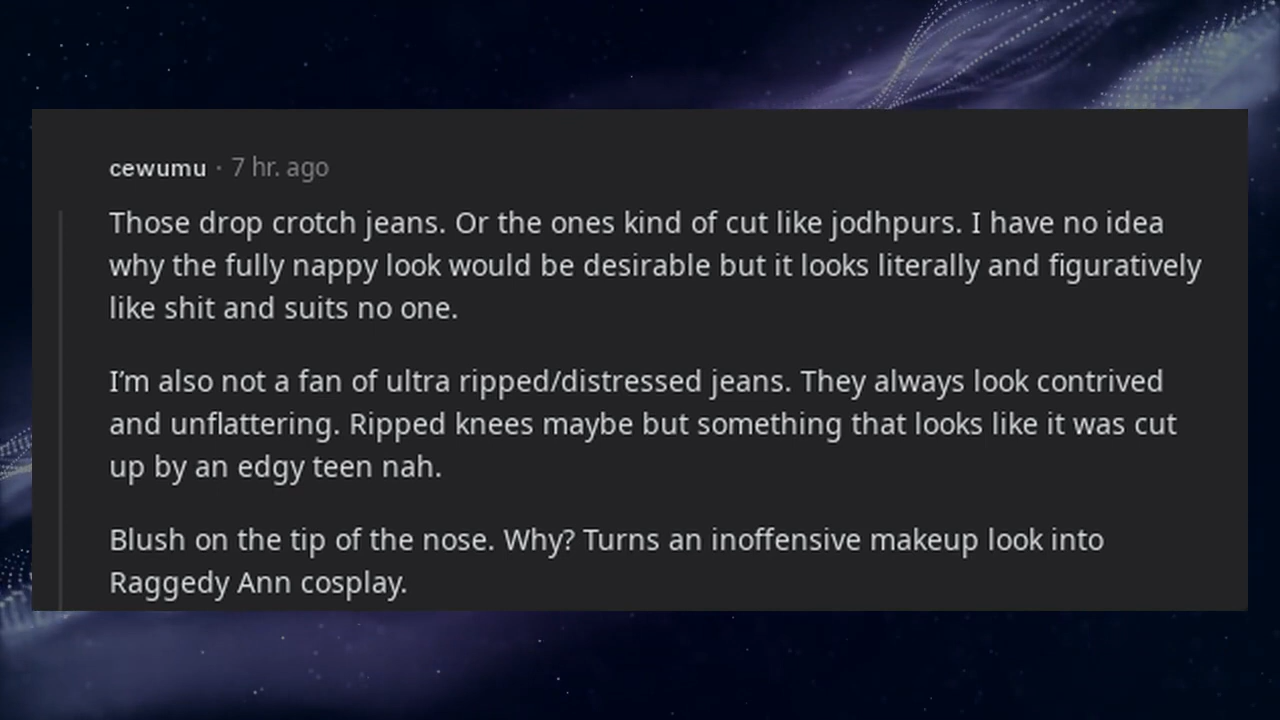 cewumu · 7 hr. ago
Those drop crotch jeans. Or the ones kind of cut like jodhpurs. I have no idea
why the fully nappy look would be desirable but it looks literally and figuratively
like shit and suits no one.
I’m also not a fan of ultra ripped/distressed jeans. They always look contrived
and unflattering. Ripped knees maybe but something that looks like it was cut
up by an edgy teen nah.
Blush on the tip of the nose. Why? Turns an inoffensive makeup look into
Raggedy Ann cosplay.